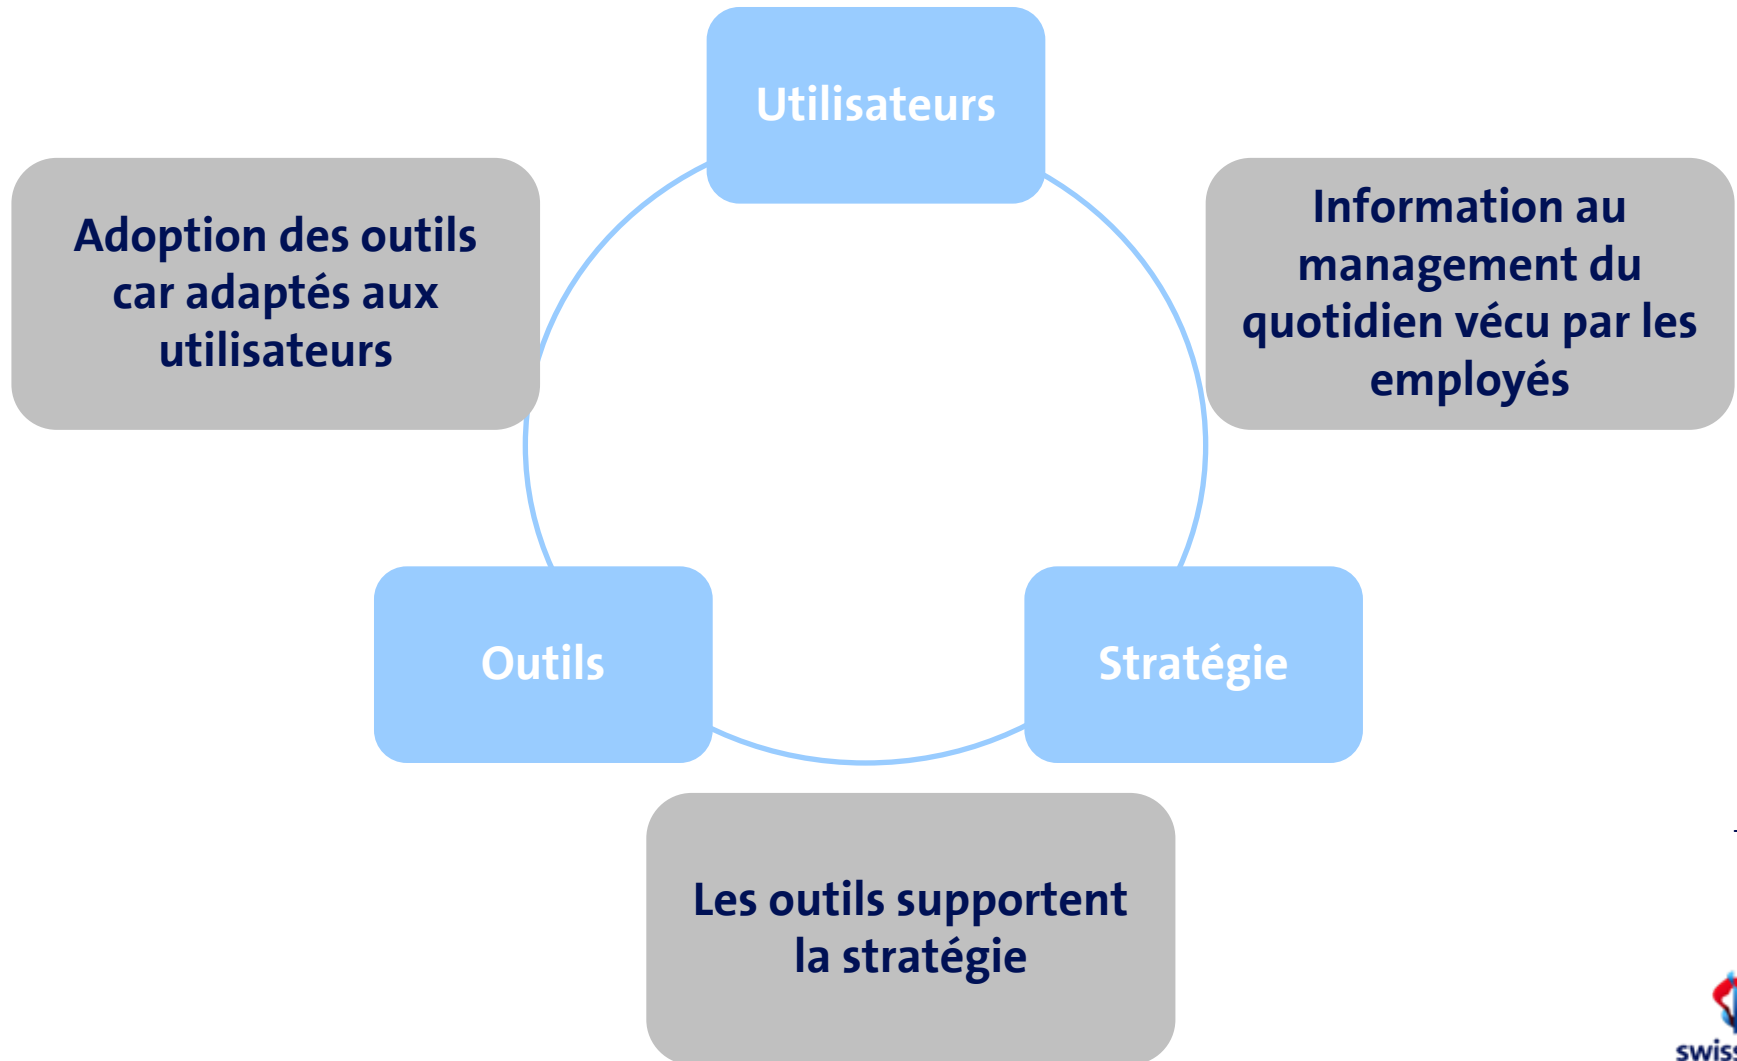 Utilisateurs
Adoption des outils
car adaptés aux
utilisateurs
Information au
management du
quotidien vécu par les
employés
Outils
Stratégie
Les outils supportent
la stratégie